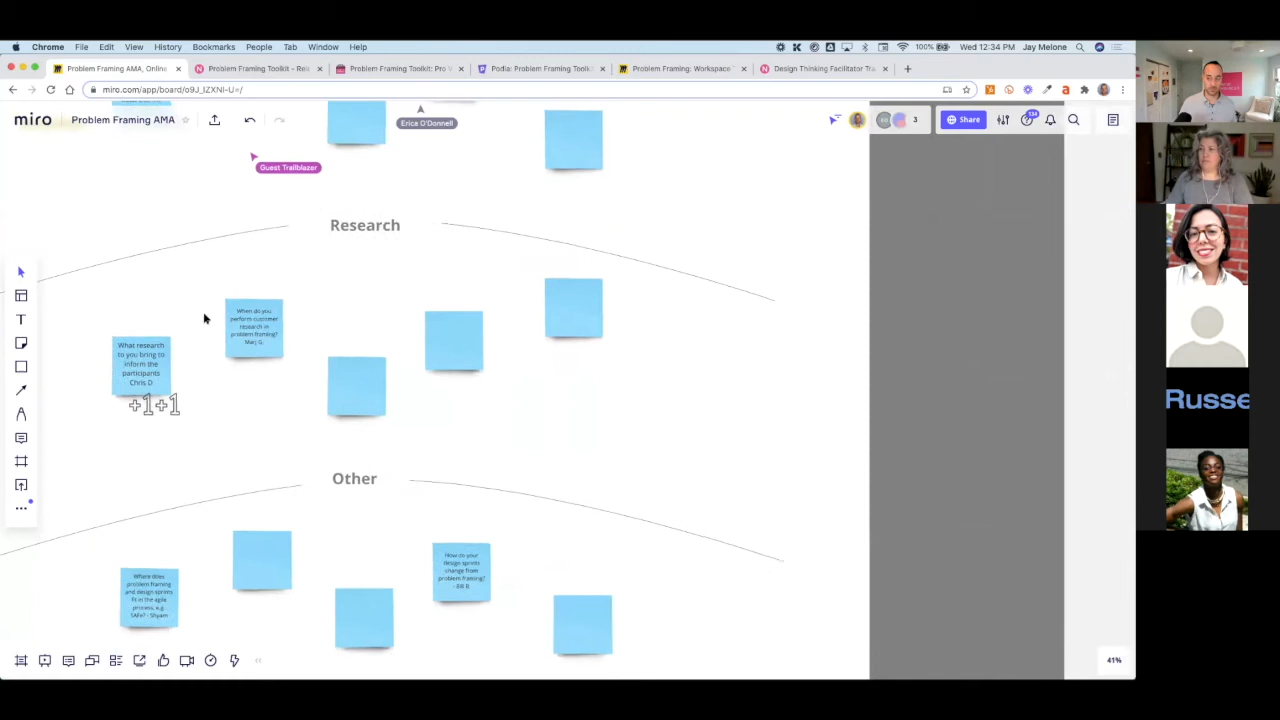 Chrome File Edit View History Bookmarks People Tab Window Help
100% Wed 12:34 PM Jay Melone
Problem Framing AMA, Online
Problem Framing Toolkit - Rel
Problem Framing Toolkit: Pro V
Podia: Problem Framing Toolk
Problem Framing: Workspace
Design Thinking Facilitator Tra
miro.com/app/board/o9J_lZXNI-U=/
miro Problem Framing AMA
Erica O'Donnell
3
Share
134
Guest Trailblazer
Research
When do you
perform customer
research in
problem framing?
Marj G.
What research
to you bring to
inform the
participants
Chris D
+1+1
Russe
Other
How do your
design sprints
change from
problem framing?
- Bill B
Where does
problem framing
and design sprints
fit in the agile
process, e.g.
SAFe? - Shyam
41%